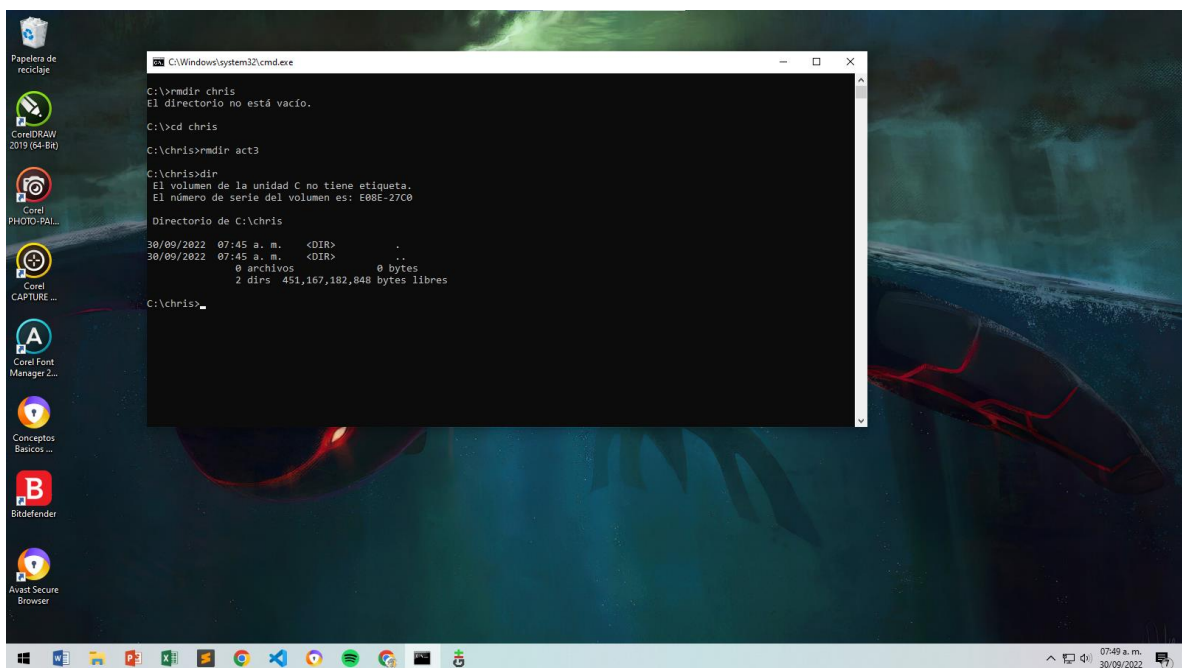 Papelera de
reciclaje
CorelDRAW
2019 (64-Bit)
Corel
PHOTO-PAI...
Corel
CAPTURE ...
Corel Font
Manager 2...
Conceptos
Basicos ...
Bitdefender
Avast Secure
Browser
C:\Windows\system32\cmd.exe
C:\>rmdir chris
El directorio no está vacío.
C:\>cd chris
C:\chris>rmdir act3
C:\chris>dir
El volumen de la unidad C no tiene etiqueta.
El número de serie del volumen es: E08E-27C0
Directorio de C:\chris
30/09/2022 07:45 a. m. <DIR> .
30/09/2022 07:45 a. m. <DIR> ..
0 archivos 0 bytes
2 dirs 451,167,182,848 bytes libres
C:\chris>
07:49 a. m.
30/09/2022